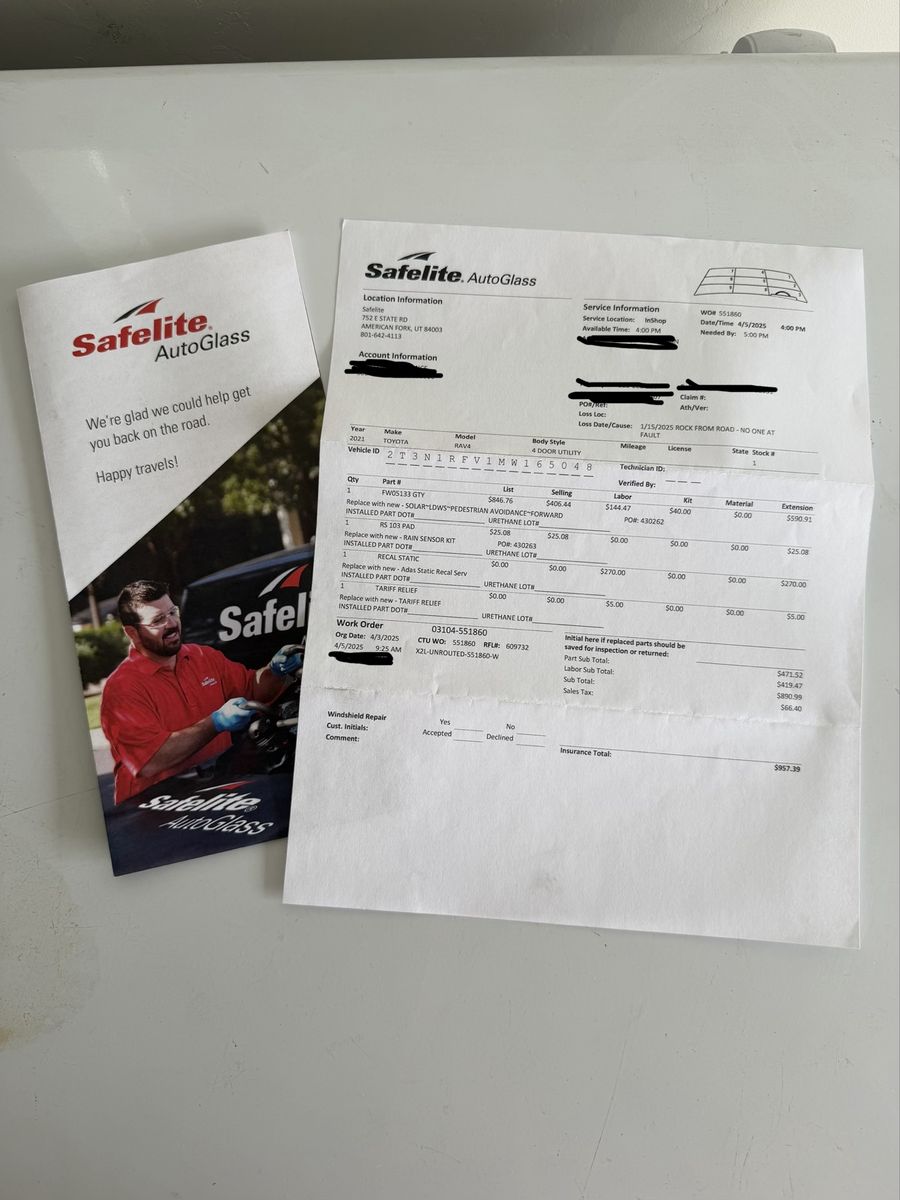 Safelite®
AutoGlass
We're glad we could help get
you back on the road.
Happy travels!
Safel
Safelite®
AutoGlass
Safelite® AutoGlass
Location Information
Safelite
752 E STATE RD
AMERICAN FORK, UT 84003
801-642-4113
Account Information
Service Information
Service Location: InShop
Available Time: 4:00 PM
WO# 551860
Date/Time 4/5/2025 4:00 PM
Needed By: 5:00 PM
PO#/Ref:
Loss Loc:
Claim #:
Ath/Ver:
Loss Date/Cause: 1/15/2025 ROCK FROM ROAD - NO ONE AT
FAULT
Year Make Model Body Style Mileage License State Stock #
2021 TOYOTA RAV4 4 DOOR UTILITY 1
Vehicle ID 2 T 3 N 1 R F V 1 M W 1 6 5 0 4 8 Technician ID:
Verified By:
Qty Part # List Selling Labor Kit Material Extension
1 FW05133 GTY $846.76 $406.44 $144.47 $40.00 $0.00 $590.91
Replace with new - SOLAR~LDWS~PEDESTRIAN AVOIDANCE~FORWARD PO#: 430262
INSTALLED PART DOT# URETHANE LOT#
1 RS 103 PAD $25.08 $25.08 $0.00 $0.00 $0.00 $25.08
Replace with new - RAIN SENSOR KIT PO#: 430263
INSTALLED PART DOT# URETHANE LOT#
1 RECAL STATIC $0.00 $0.00 $270.00 $0.00 $0.00 $270.00
Replace with new - Adas Static Recal Serv
INSTALLED PART DOT# URETHANE LOT#
1 TARIFF RELIEF $0.00 $0.00 $5.00 $0.00 $0.00 $5.00
Replace with new - TARIFF RELIEF
INSTALLED PART DOT# URETHANE LOT#
Work Order 03104-551860
Org Date: 4/3/2025 CTU WO: 551860 RFL#: 609732
4/5/2025 9:25 AM X2L-UNROUTED-551860-W
Initial here if replaced parts should be
saved for inspection or returned:
Part Sub Total: $471.52
Labor Sub Total: $419.47
Sub Total: $890.99
Sales Tax: $66.40
Windshield Repair Yes No
Cust. Initials: Accepted Declined
Comment:
Insurance Total: $957.39